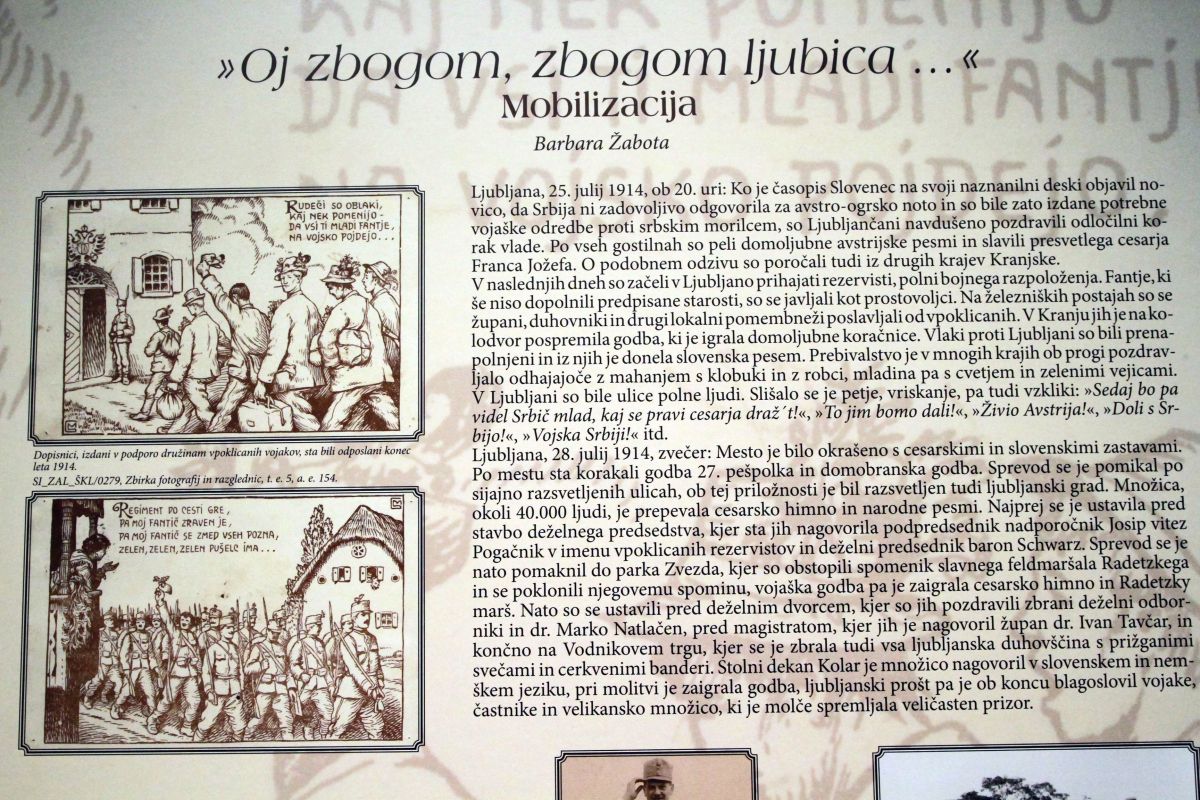 KAJ NEK POMENIJO
DA VSI MLADI FANTJE
NA VOJSKO POJDEJO
»Oj zbogom, zbogom ljubica ...«
Mobilizacija
Barbara Žabota
RUDEČI SO OBLAKI,
KAJ NEK POMENIJO -
DA VSI TI MLADI FANTJE,
NA VOJSKO POJDEJO...
Dopisnici, izdani v podporo družinam vpoklicanih vojakov, sta bili odposlani konec
leta 1914.
SI_ZAL_ŠKL/0279, Zbirka fotografij in razglednic, t. e. 5, a. e. 154.
REGIMENT PO CESTI GRE,
PA MOJ FANTIČ ZRAVEN JE,
PA MOJ FANTIČ SE ZMED VSEH POZNA,
ZELEN, ZELEN, ZELEN PUŠELC IMA...
Ljubljana, 25. julij 1914, ob 20. uri: Ko je časopis Slovenec na svoji naznanilni deski objavil no-
vico, da Srbija ni zadovoljivo odgovorila za avstro-ogrsko noto in so bile zato izdane potrebne
vojaške odredbe proti srbskim morilcem, so Ljubljančani navdušeno pozdravili odločilni ko-
rak vlade. Po vseh gostilnah so peli domoljubne avstrijske pesmi in slavili presvetlega cesarja
Franca Jožefa. O podobnem odzivu so poročali tudi iz drugih krajev Kranjske.
V naslednjih dneh so začeli v Ljubljano prihajati rezervisti, polni bojnega razpoloženja. Fantje, ki
še niso dopolnili predpisane starosti, so se javljali kot prostovoljci. Na železniških postajah so se
župani, duhovniki in drugi lokalni pomembneži poslavljali od vpoklicanih. V Kranju jih je na ko-
lodvor pospremila godba, ki je igrala domoljubne koračnice. Vlaki proti Ljubljani so bili prena-
polnjeni in iz njih je donela slovenska pesem. Prebivalstvo je v mnogih krajih ob progi pozdrav-
ljalo odhajajoče z mahanjem s klobuki in z robci, mladina pa s cvetjem in zelenimi vejicami.
V Ljubljani so bile ulice polne ljudi. Slišalo se je petje, vriskanje, pa tudi vzkliki: »Sedaj bo pa
videl Srbič mlad, kaj se pravi cesarja draž´t!«, »To jim bomo dali!«, »Živio Avstrija!«, »Doli s Sr-
bijo!«, »Vojska Srbiji!« itd.
Ljubljana, 28. julij 1914, zvečer: Mesto je bilo okrašeno s cesarskimi in slovenskimi zastavami.
Po mestu sta korakali godba 27. pešpolka in domobranska godba. Sprevod se je pomikal po
sijajno razsvetljenih ulicah, ob tej priložnosti je bil razsvetljen tudi ljubljanski grad. Množica,
okoli 40.000 ljudi, je prepevala cesarsko himno in narodne pesmi. Najprej se je ustavila pred
stavbo deželnega predsedstva, kjer sta jih nagovorila podpredsednik nadporočnik Josip vitez
Pogačnik v imenu vpoklicanih rezervistov in deželni predsednik baron Schwarz. Sprevod se je
nato pomaknil do parka Zvezda, kjer so obstopili spomenik slavnega feldmaršala Radetzkega
in se poklonili njegovemu spominu, vojaška godba pa je zaigrala cesarsko himno in Radetzky
marš. Nato so se ustavili pred deželnim dvorcem, kjer so jih pozdravili zbrani deželni odbor-
niki in dr. Marko Natlačen, pred magistratom, kjer jih je nagovoril župan dr. Ivan Tavčar, in
končno na Vodnikovem trgu, kjer se je zbrala tudi vsa ljubljanska duhovščina s prižganimi
svečami in cerkvenimi banderi. Stolni dekan Kolar je množico nagovoril v slovenskem in nem-
škem jeziku, pri molitvi je zaigrala godba, ljubljanski prošt pa je ob koncu blagoslovil vojake,
častnike in velikansko množico, ki je molče spremljala veličasten prizor.